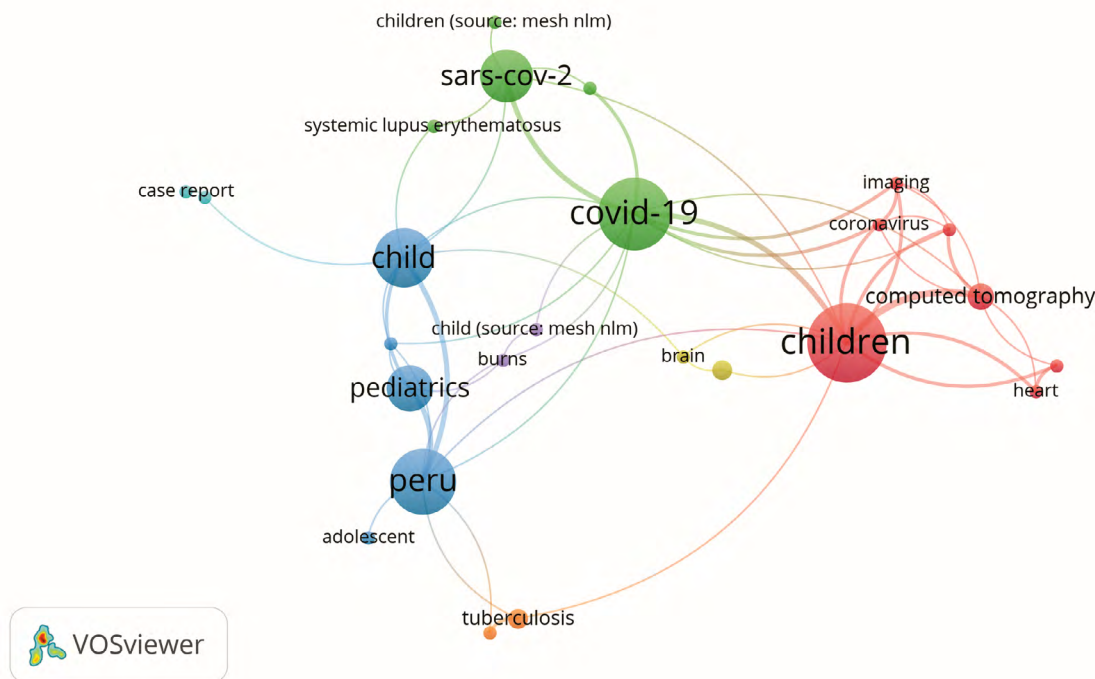 children (source: mesh nlm)
sars-cov-2
systemic lupus erythematosus
case report
imaging
covid-19
coronavirus
child
computed tomography
child (source: mesh nlm)
children
brain
burns
pediatrics
heart
peru
adolescent
tuberculosis
VOSviewer